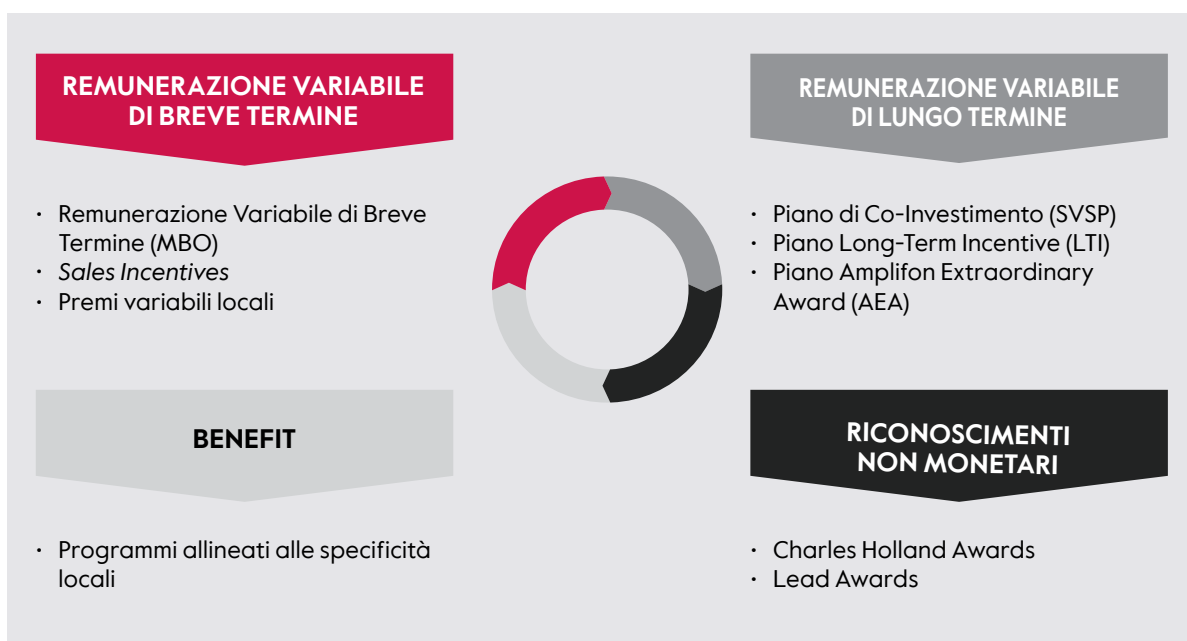 REMUNERAZIONE VARIABILE
DI BREVE TERMINE
• Remunerazione Variabile di Breve
Termine (MBO)
• Sales Incentives
• Premi variabili locali
REMUNERAZIONE VARIABILE
DI LUNGO TERMINE
• Piano di Co-Investimento (SVSP)
• Piano Long-Term Incentive (LTI)
• Piano Amplifon Extraordinary
Award (AEA)
BENEFIT
• Programmi allineati alle specificità
locali
RICONOSCIMENTI
NON MONETARI
• Charles Holland Awards
• Lead Awards